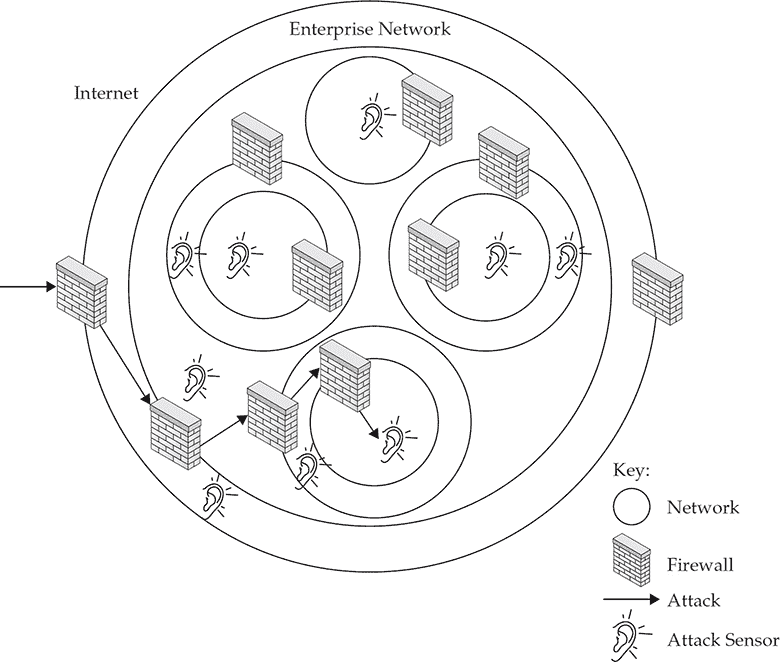 Enterprise Network
Internet
Key:
Network
Firewall
Attack
Attack Sensor